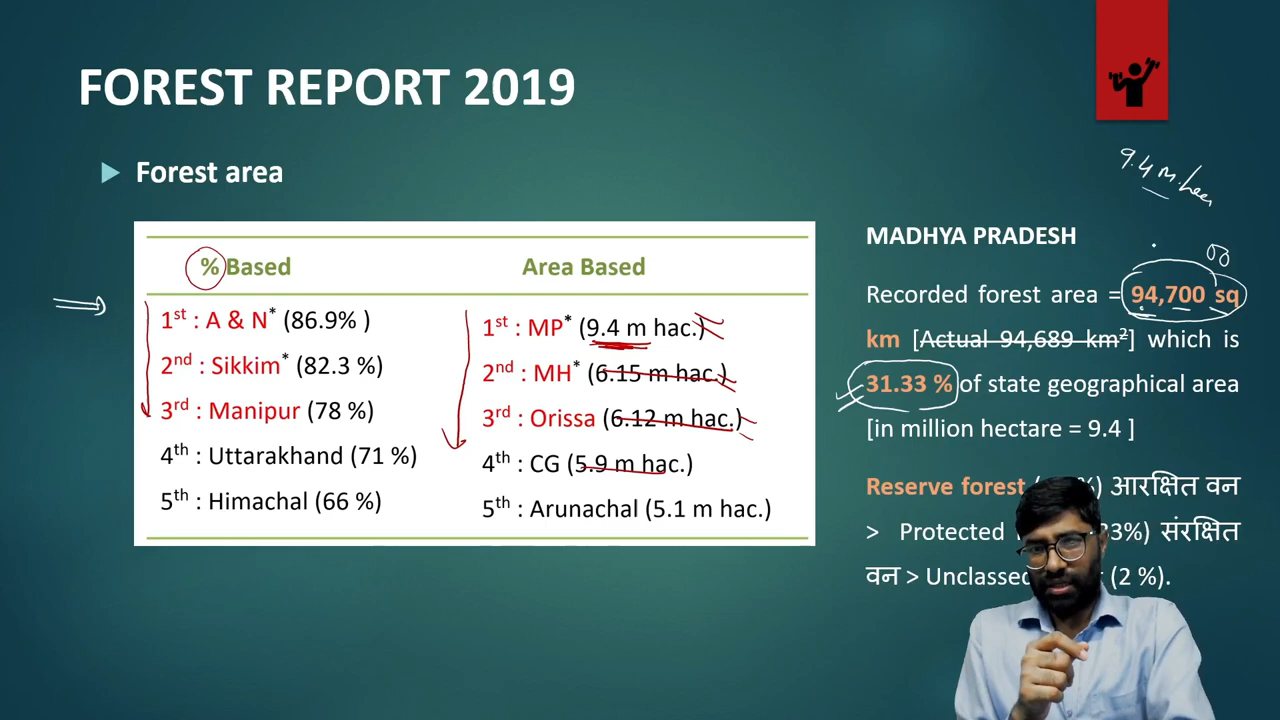 FOREST REPORT 2019
Forest area
9.4 m.hec
% Based Area Based
1st : A & N* (86.9% ) 1st : MP* (9.4 m hac.)
2nd : Sikkim* (82.3 %) 2nd : MH* (6.15 m hac.)
3rd : Manipur (78 %) 3rd : Orissa (6.12 m hac.)
4th : Uttarakhand (71 %) 4th : CG (5.9 m hac.)
5th : Himachal (66 %) 5th : Arunachal (5.1 m hac.)
MADHYA PRADESH
Recorded forest area = 94,700 sq
km [Actual 94,689 km²] which is
31.33 % of state geographical area
[in million hectare = 9.4 ]
Reserve forest %) आरक्षित वन
> Protected 33%) संरक्षित
वन > Unclassed (2 %).